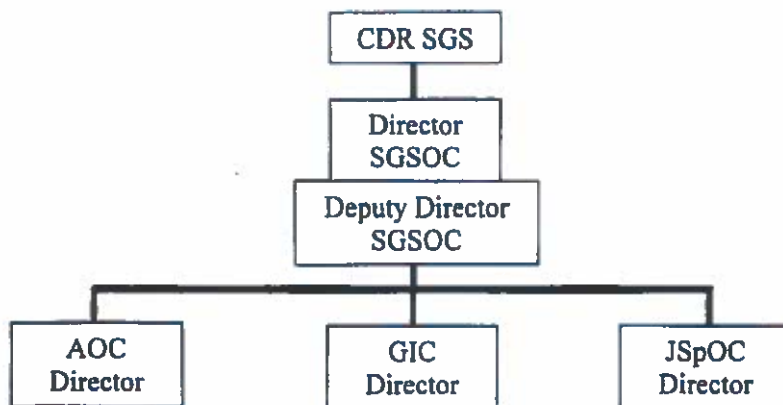 CDR SGS
Director
SGSOC
Deputy Director
SGSOC
AOC
Director
GIC
Director
JSpOC
Director